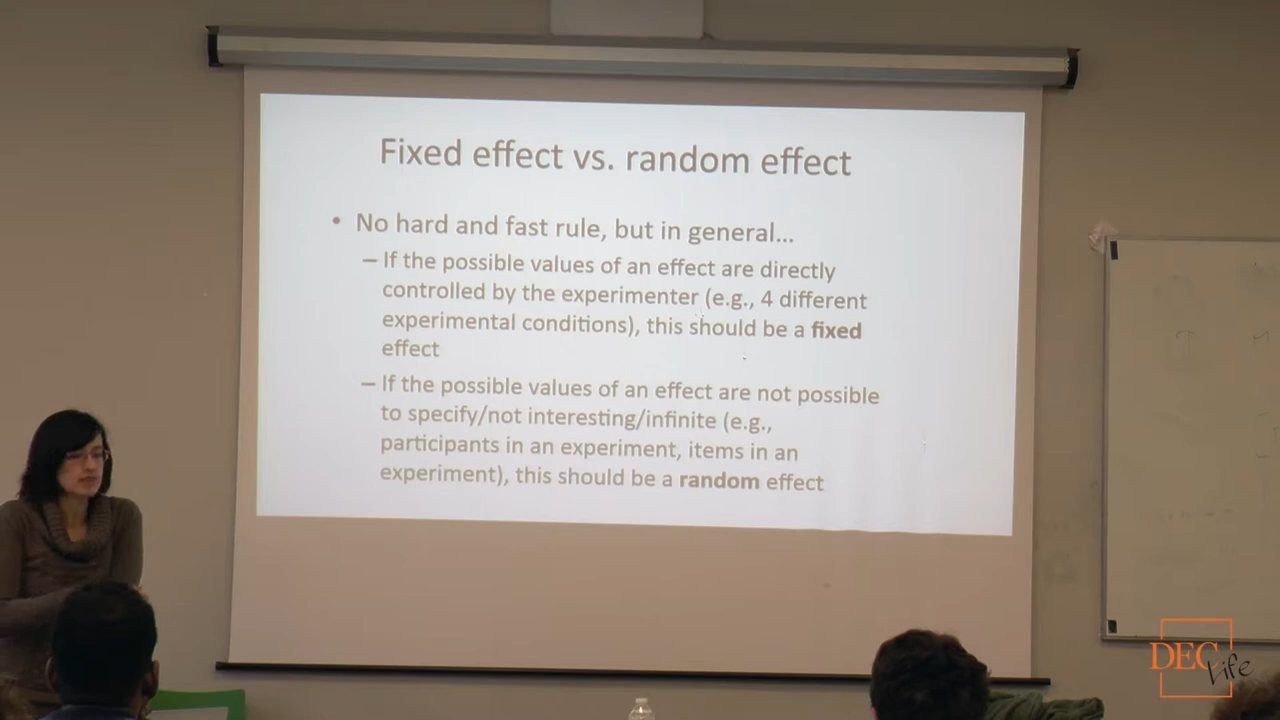 Fixed effect vs. random effect
• No hard and fast rule, but in general...
– If the possible values of an effect are directly
controlled by the experimenter (e.g., 4 different
experimental conditions), this should be a fixed
effect
– If the possible values of an effect are not possible
to specify/not interesting/infinite (e.g.,
participants in an experiment, items in an
experiment), this should be a random effect
DEC
Life